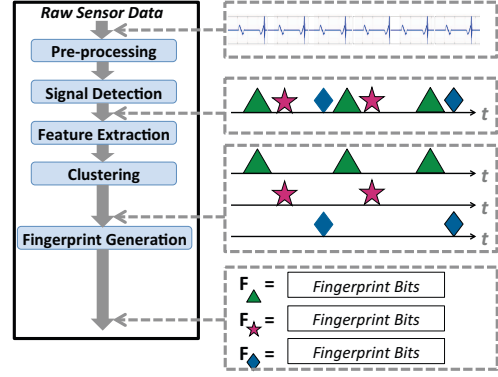 Raw Sensor Data
Pre-processing
Signal Detection
t
Feature Extraction
Clustering
t
t
Fingerprint Generation
t
F = Fingerprint Bits
F = Fingerprint Bits
F = Fingerprint Bits